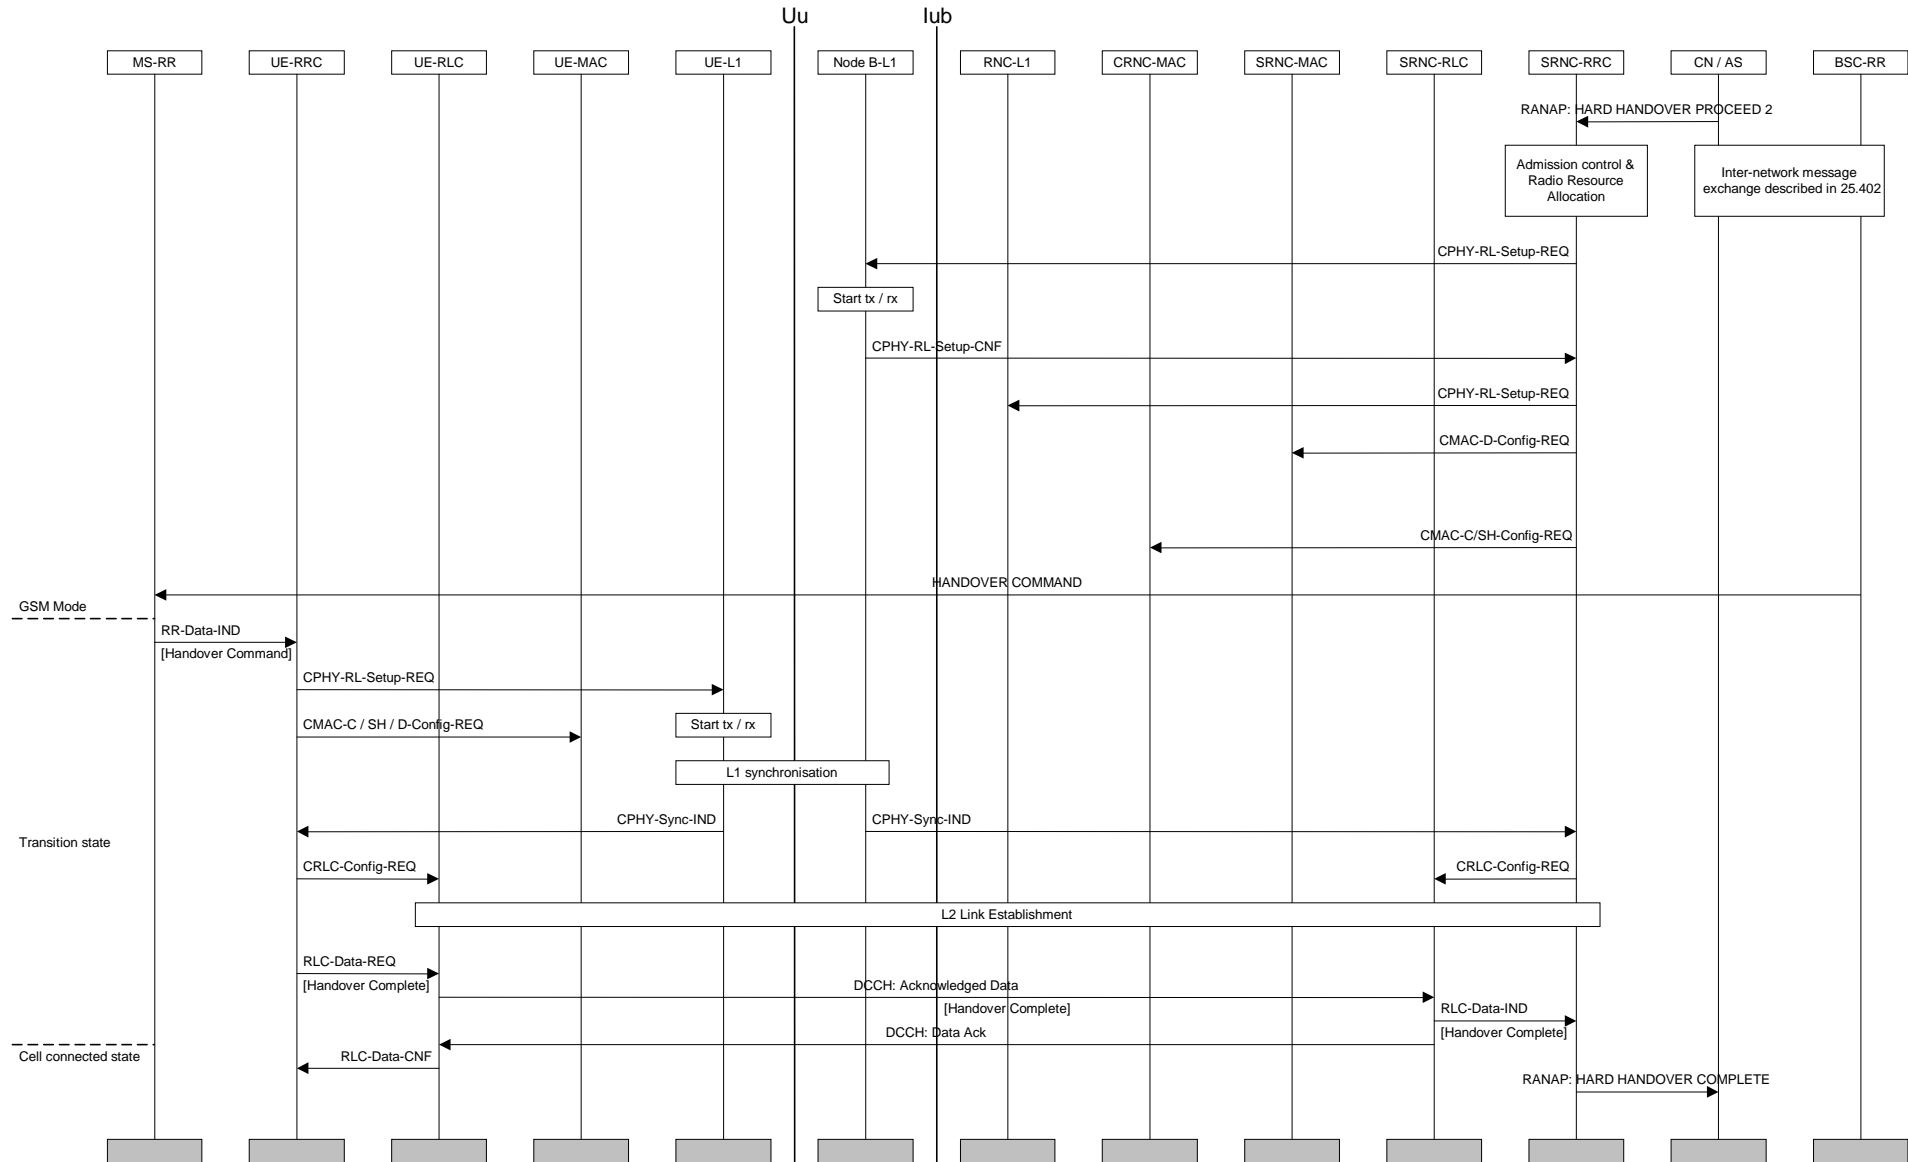 Uu
Iub
MS-RR
UE-RRC
UE-RLC
UE-MAC
UE-L1
Node B-L1
RNC-L1
CRNC-MAC
SRNC-MAC
SRNC-RLC
SRNC-RRC
CN / AS
BSC-RR
RANAP: HARD HANDOVER PROCEED 2
Admission control &
Radio Resource
Allocation
Inter-network message
exchange described in 25.402
CPHY-RL-Setup-REQ
Start tx / rx
CPHY-RL-Setup-CNF
CPHY-RL-Setup-REQ
CMAC-D-Config-REQ
CMAC-C/SH-Config-REQ
HANDOVER COMMAND
GSM Mode
RR-Data-IND
[Handover Command]
CPHY-RL-Setup-REQ
CMAC-C / SH / D-Config-REQ
Start tx / rx
L1 synchronisation
CPHY-Sync-IND
CPHY-Sync-IND
Transition state
CRLC-Config-REQ
CRLC-Config-REQ
L2 Link Establishment
RLC-Data-REQ
[Handover Complete]
DCCH: Acknowledged Data
[Handover Complete]
RLC-Data-IND
[Handover Complete]
DCCH: Data Ack
Cell connected state
RLC-Data-CNF
RANAP: HARD HANDOVER COMPLETE